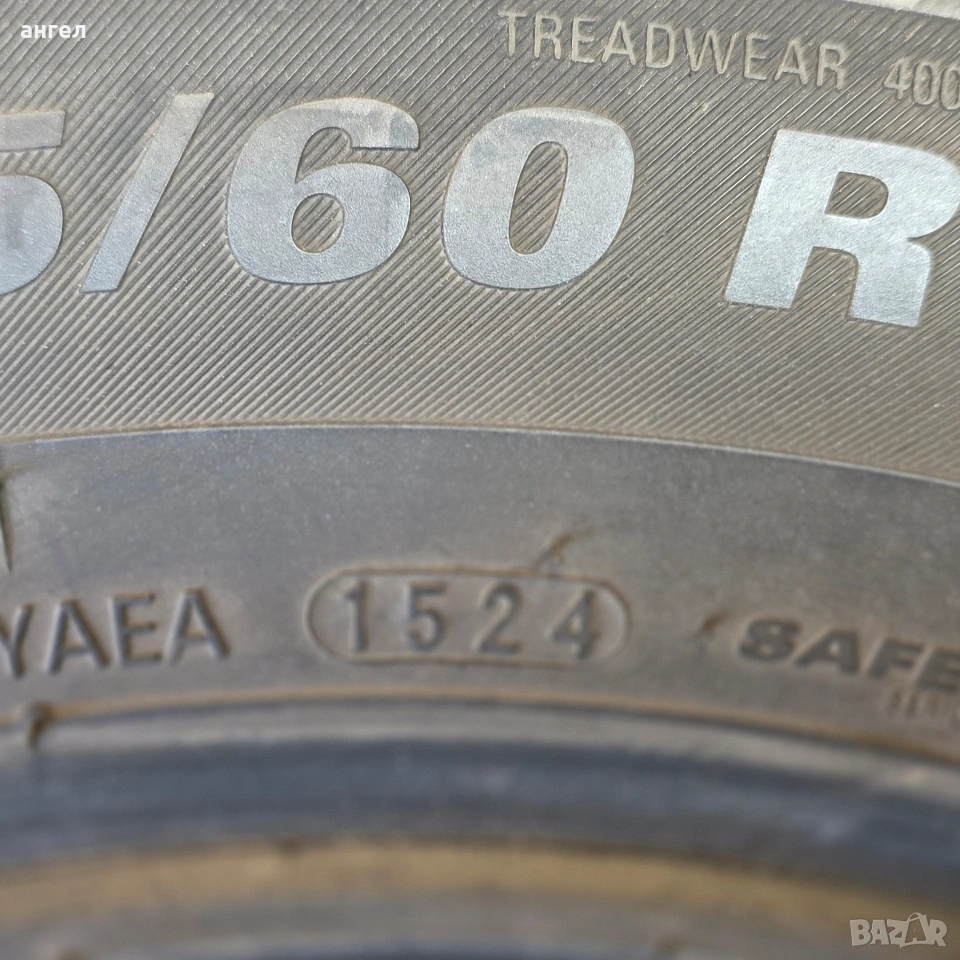 ангел
TREADWEAR 400
5/60 R
YAEA 1524 SAFE
BAZAR